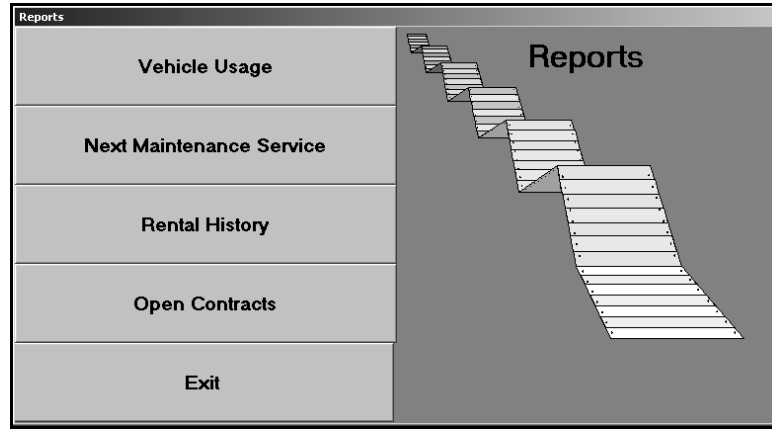 Reports
Vehicle Usage
Reports
Next Maintenance Service
Rental History
Open Contracts
Exit